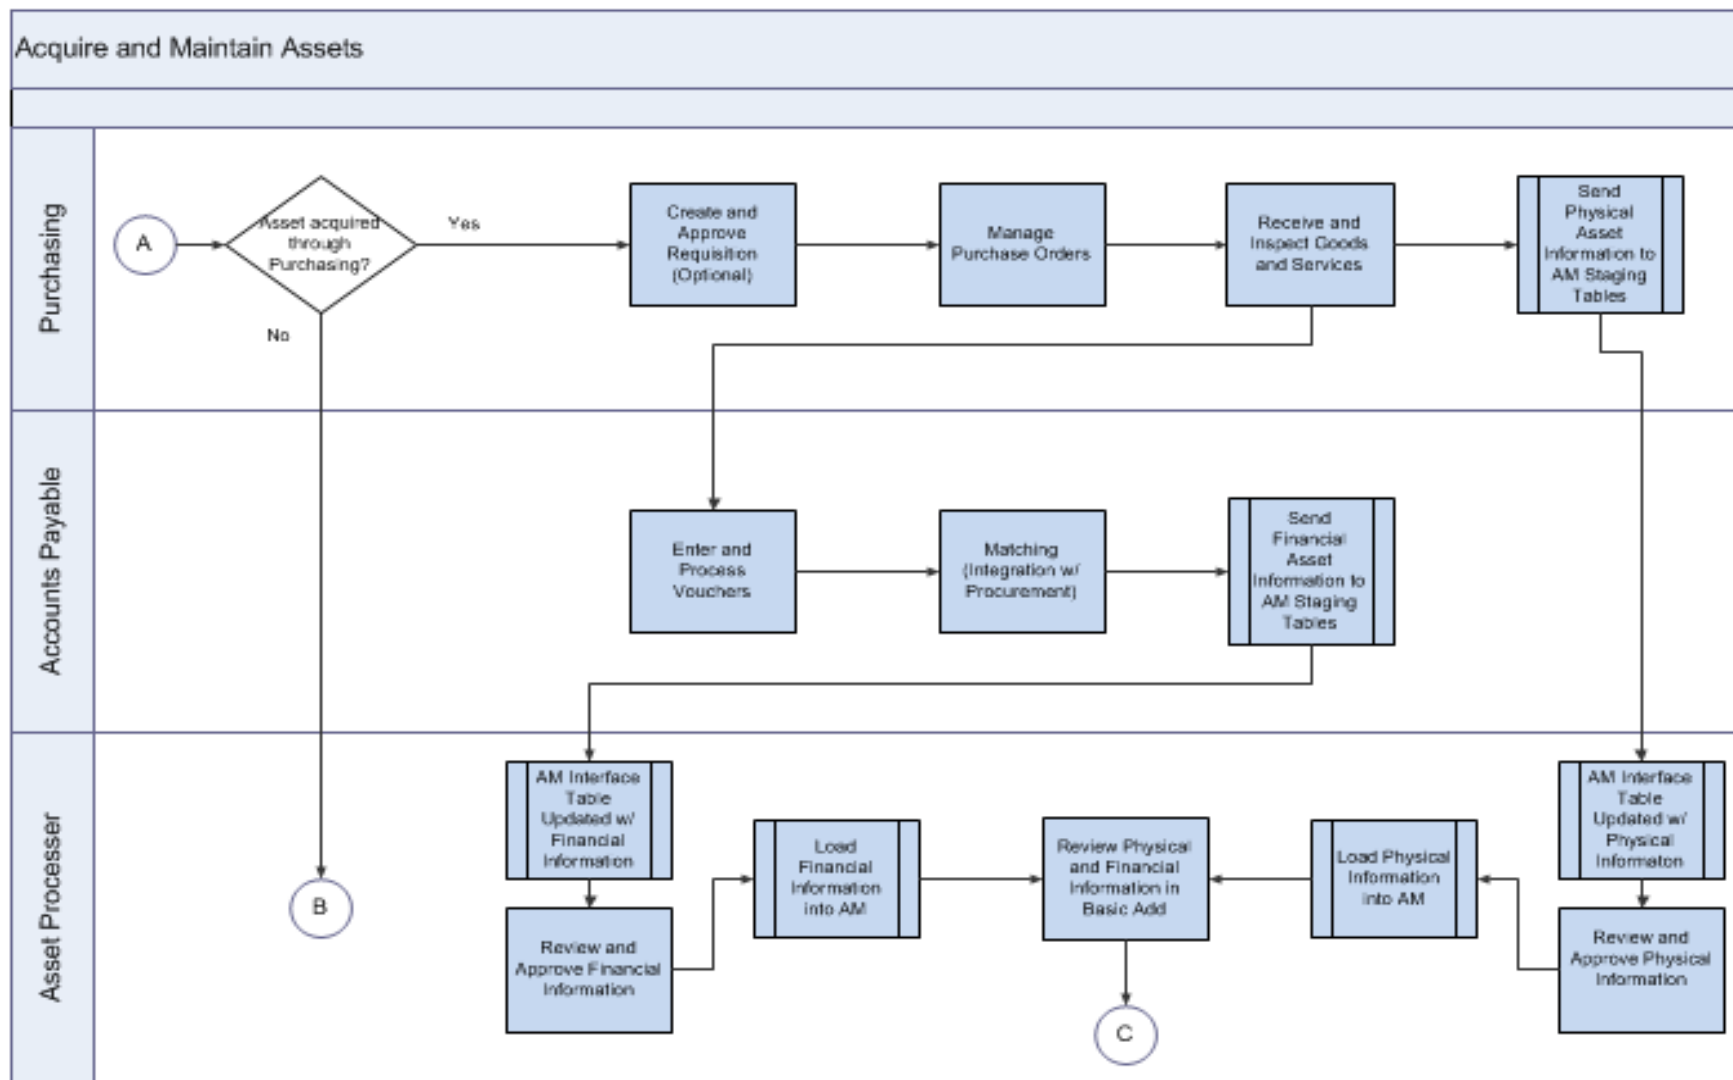 Acquire and Maintain Assets
Purchasing
A
Asset acquired
through
Purchasing?
Yes
No
Create and
Approve
Requisition
(Optional)
Manage
Purchase Orders
Receive and
Inspect Goods
and Services
Send
Physical
Asset
Information to
AM Staging
Tables
Accounts Payable
Enter and
Process
Vouchers
Matching
(Integration w/
Procurement)
Send
Financial
Asset
Information to
AM Staging
Tables
Asset Processer
B
AM Interface
Table
Updated w/
Financial
Information
Review and
Approve Financial
Information
Load
Financial
Information
into AM
Review Physical
and Financial
Information in
Basic Add
C
Load Physical
Information
into AM
AM Interface
Table
Updated w/
Physical
Informaton
Review and
Approve Physical
Information